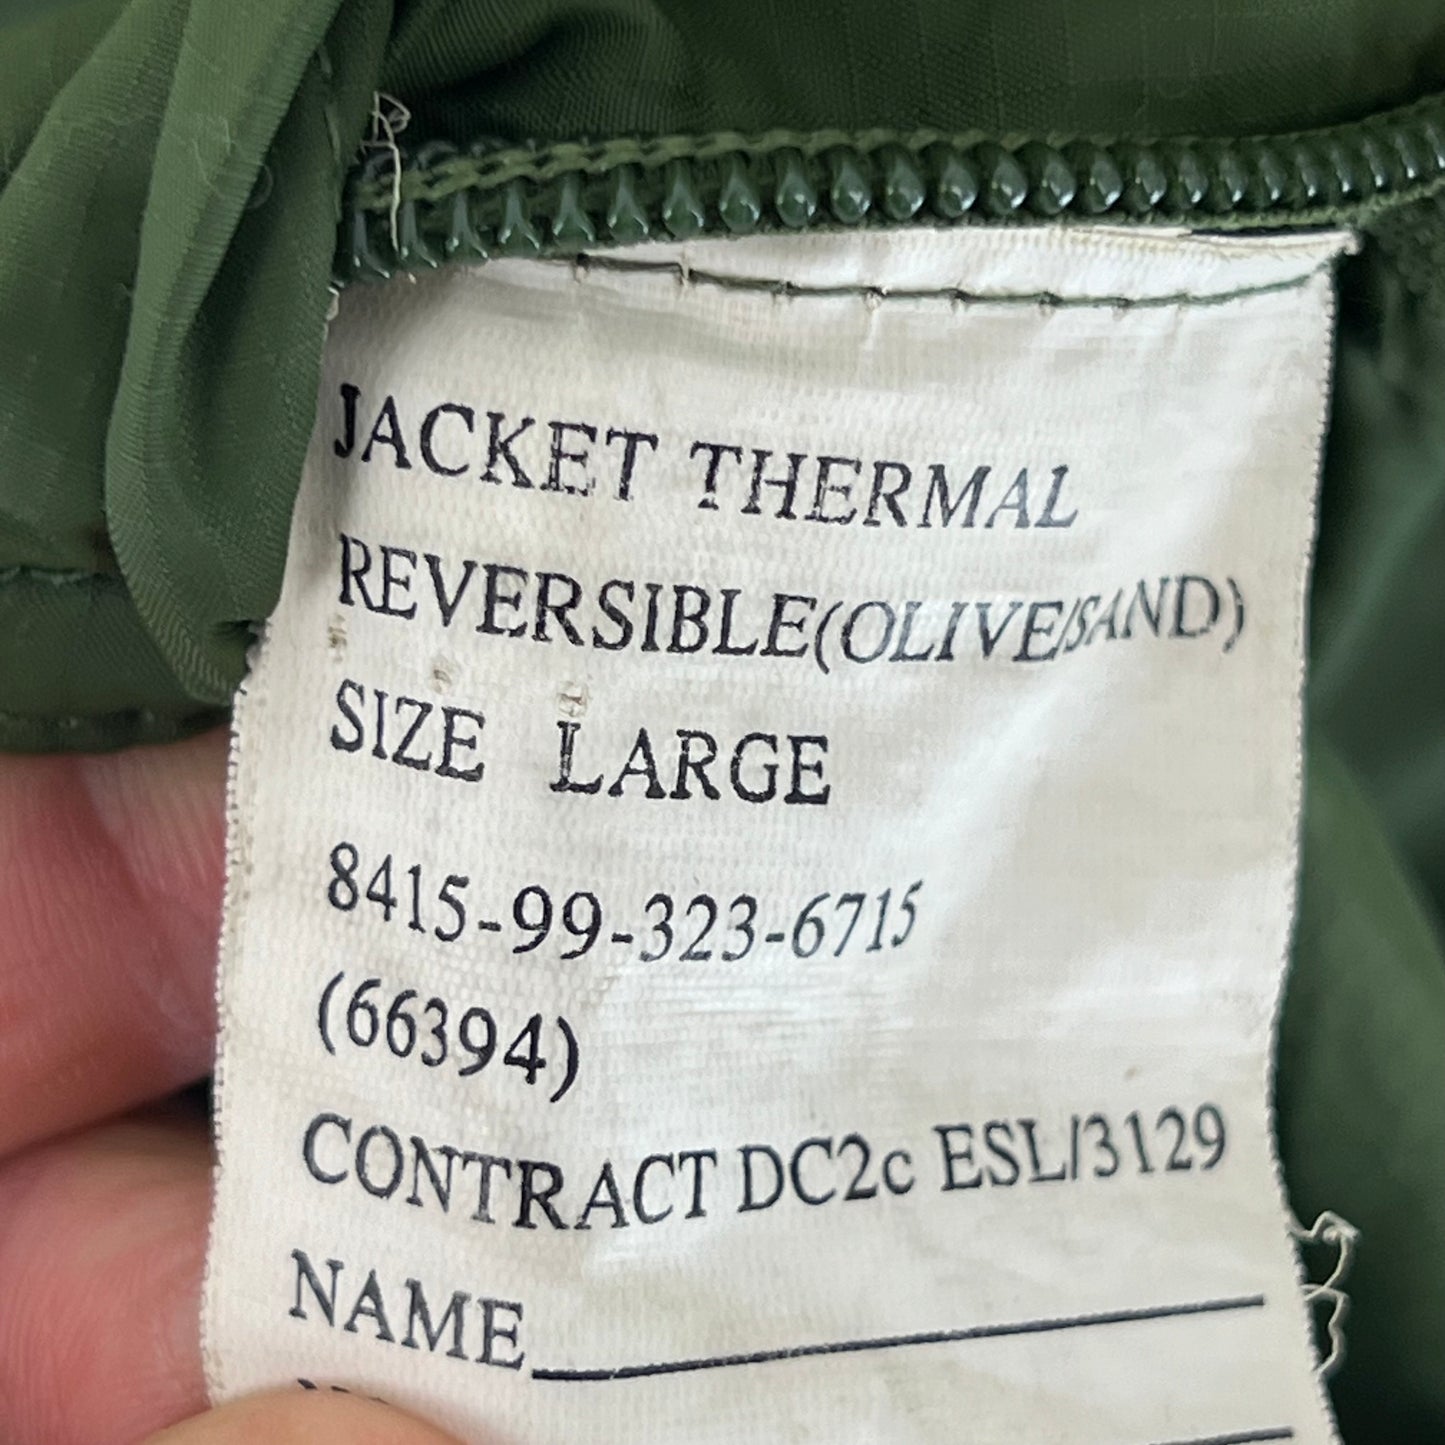 JACKET THERMAL
REVERSIBLE(OLIVE/SAND)
SIZE LARGE
8415-99-323-6715
(66394)
CONTRACT DC2c ESL/3129
NAME